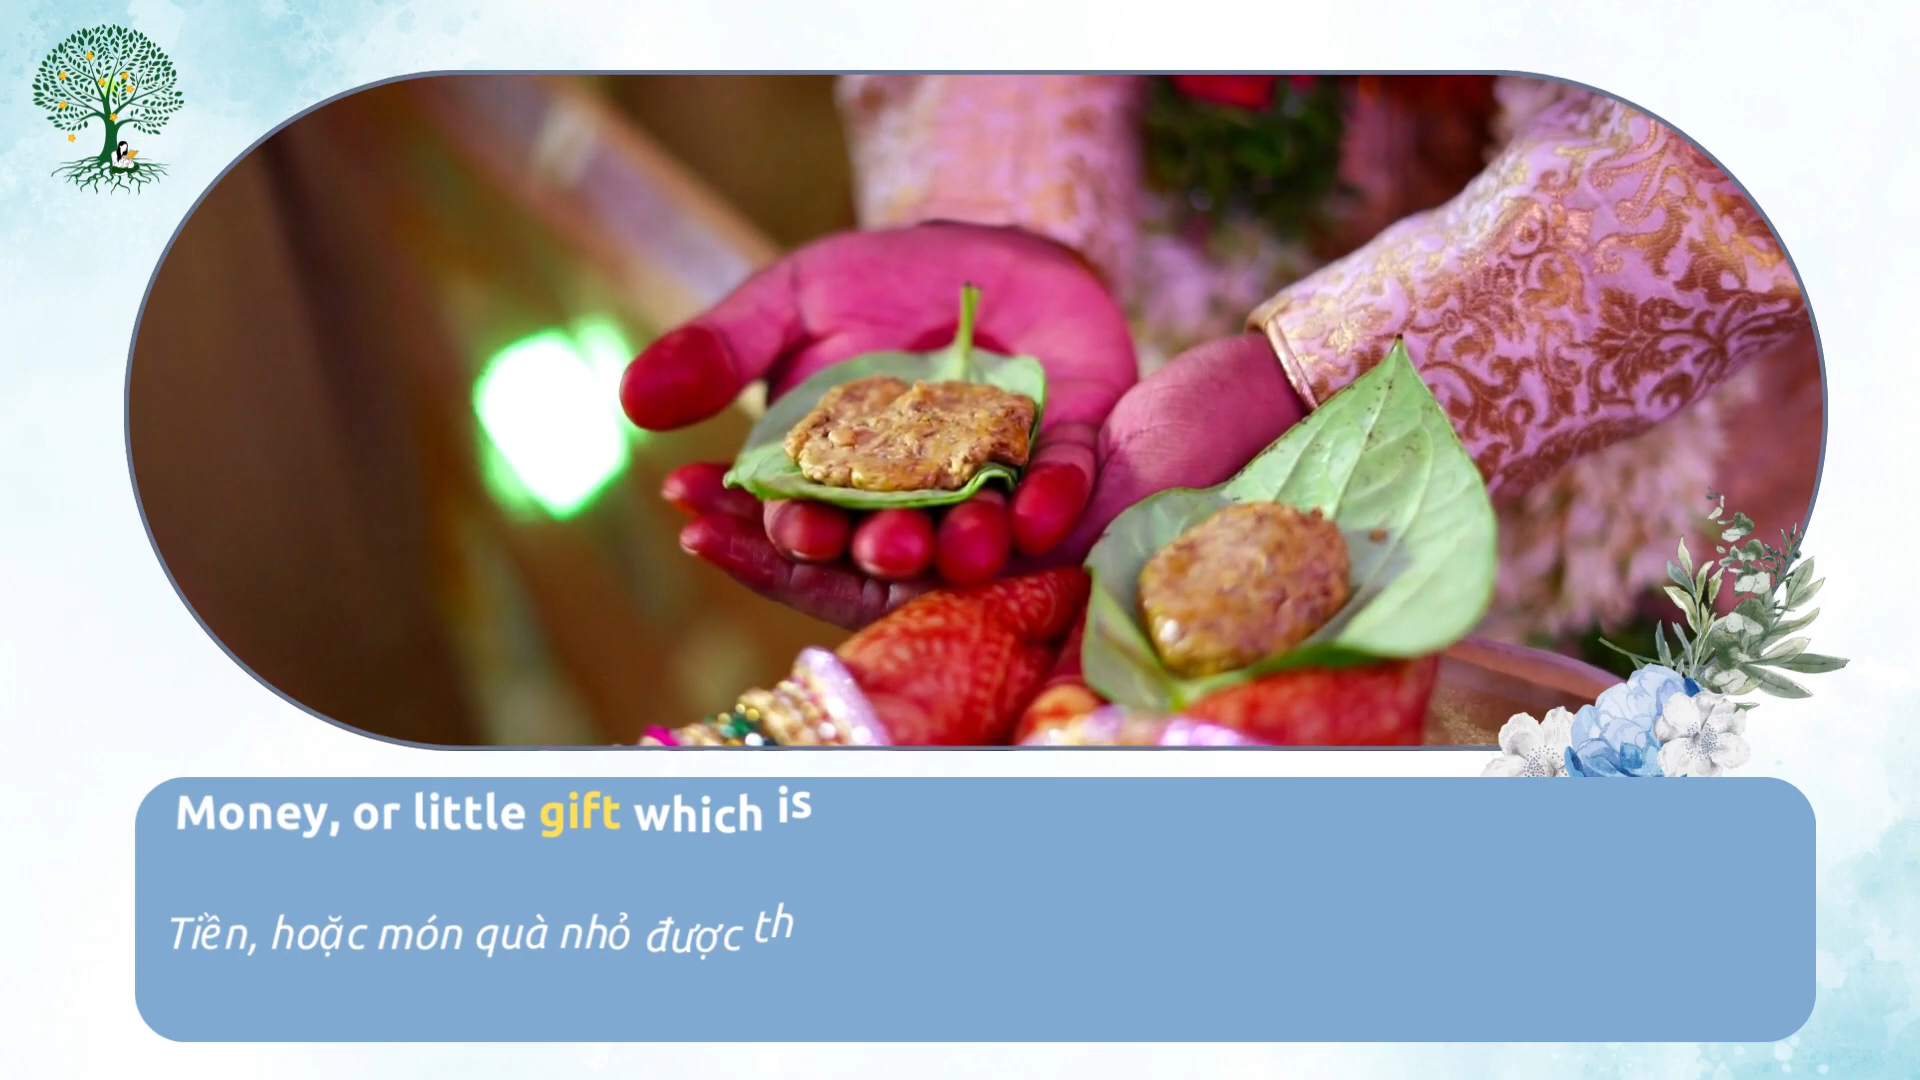 Money, or little gift which is
Tiền, hoặc món quà nhỏ được th